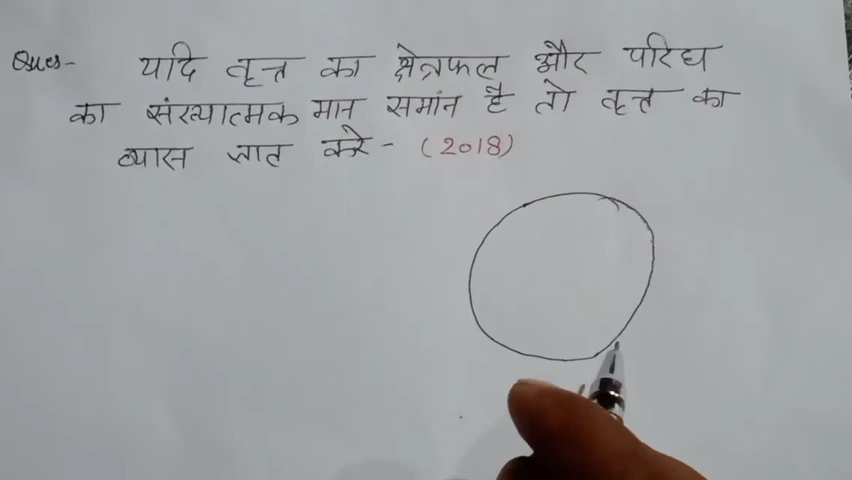 Ques- यदि वृत्त का क्षेत्रफल और परिघ
का संख्यात्मक मान समांन है तो वृत्त का
व्यास ज्ञात करे - (2018)